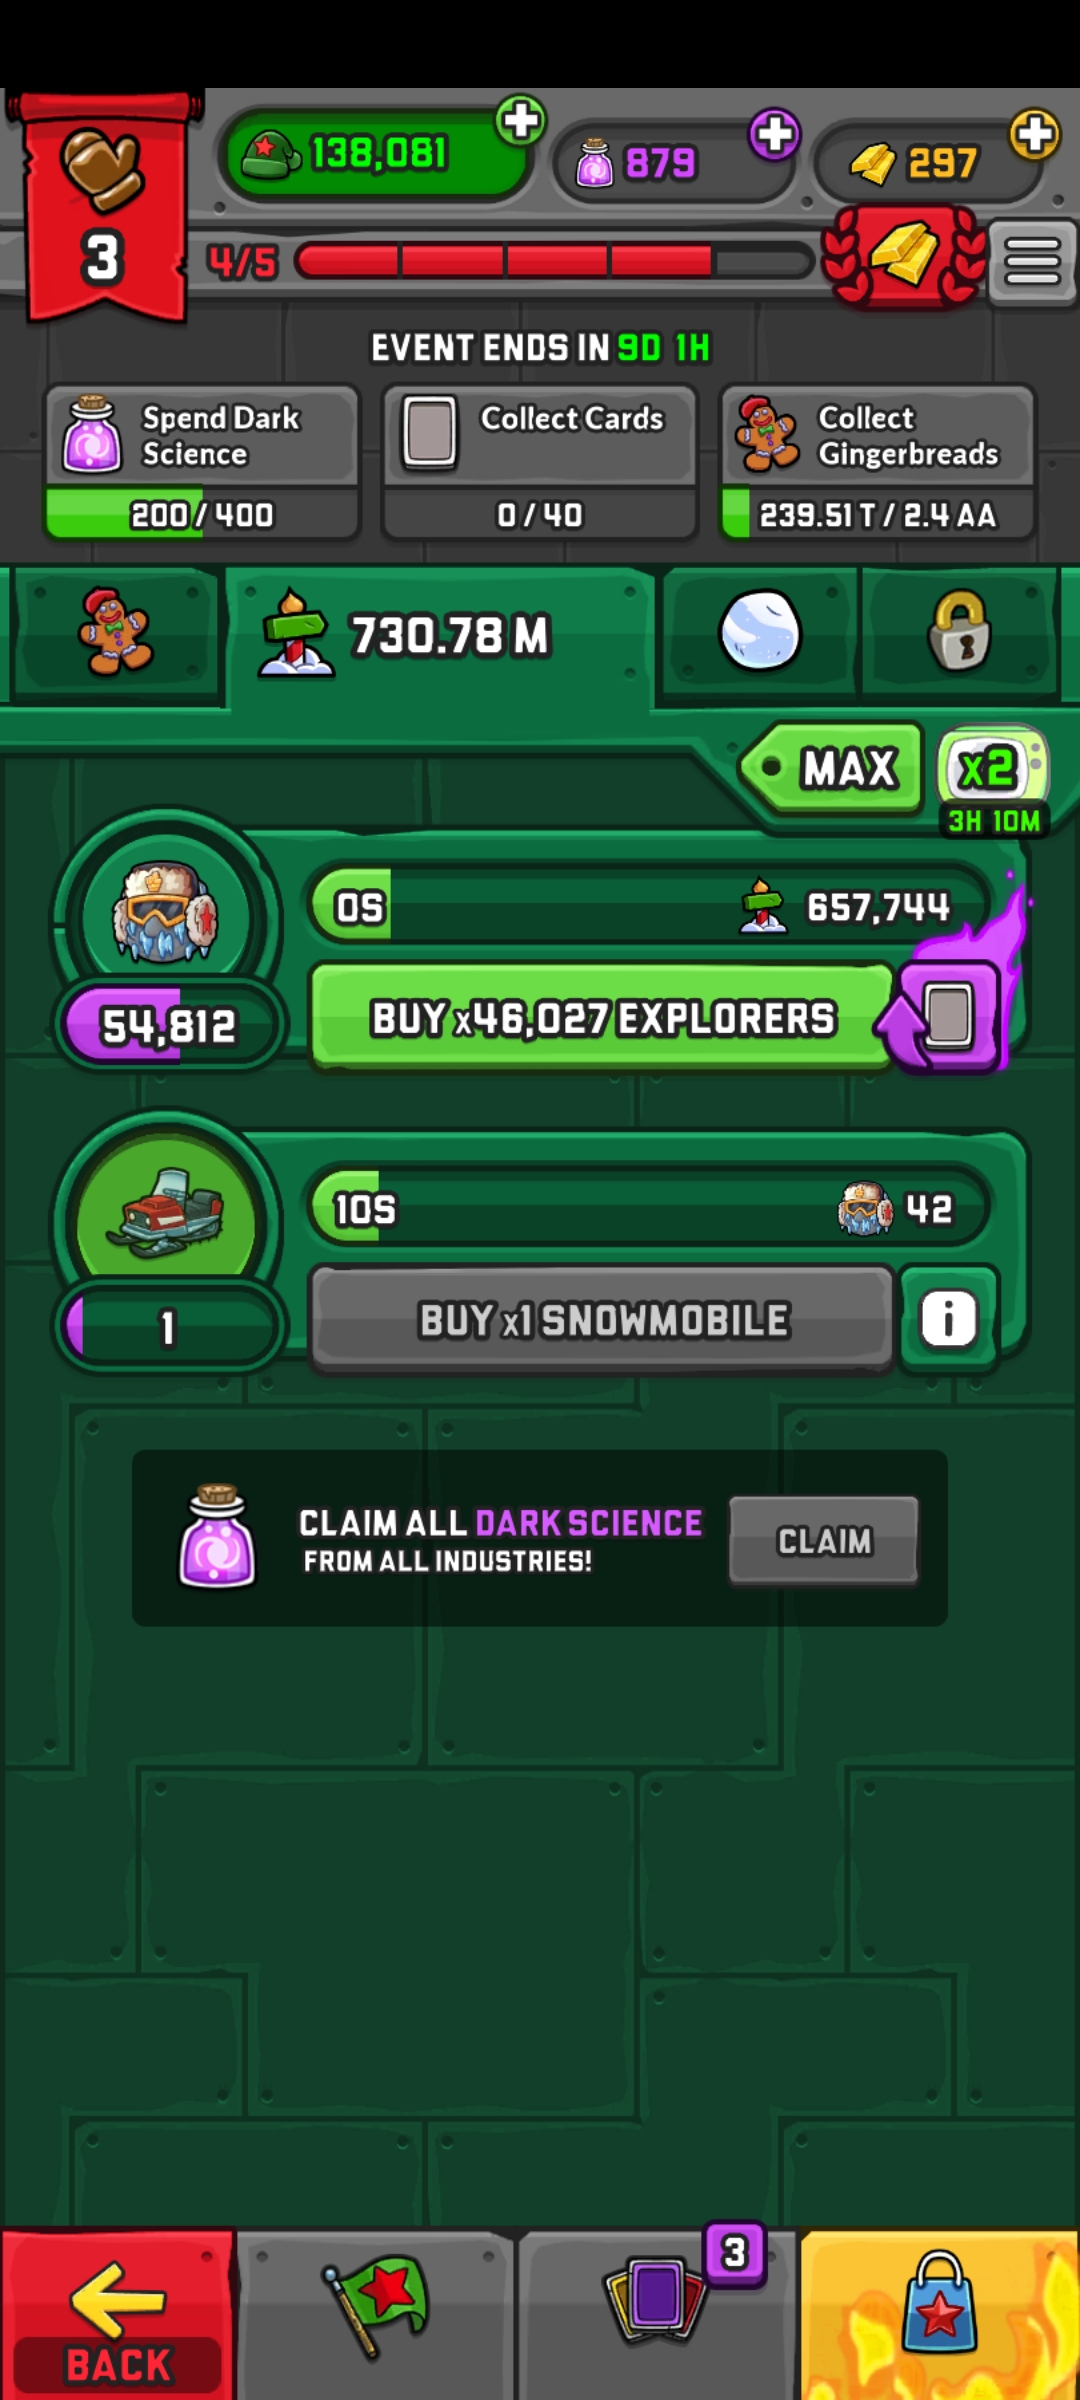 138,081
879
297
3
4/5
EVENT ENDS IN 9D 1H
Spend Dark
Science
200 / 400
Collect Cards
0 / 40
Collect
Gingerbreads
239.51 T / 2.4 AA
730.78 M
MAX
x2
3H 10M
0S
657,744
54,812
BUY x46,027 EXPLORERS
10S
42
1
BUY x1 SNOWMOBILE
i
CLAIM ALL DARK SCIENCE
FROM ALL INDUSTRIES!
CLAIM
3
BACK